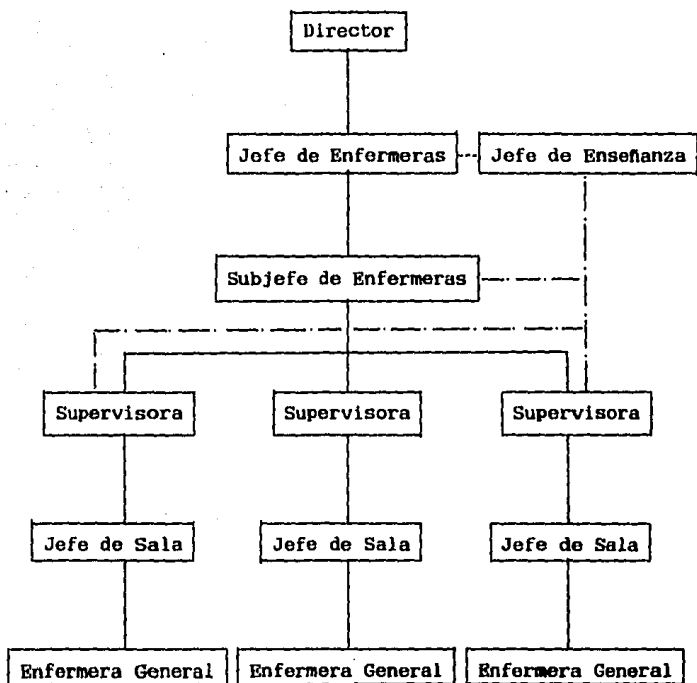 Director
Jefe de Enfermeras
Jefe de Enseñanza
Subjefe de Enfermeras
Supervisora
Supervisora
Supervisora
Jefe de Sala
Jefe de Sala
Jefe de Sala
Enfermera General
Enfermera General
Enfermera General